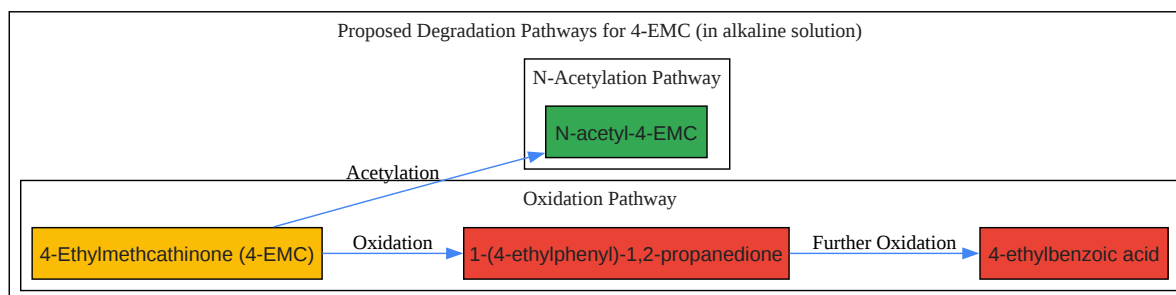 Proposed Degradation Pathways for 4-EMC (in alkaline solution)
N-Acetylation Pathway
N-acetyl-4-EMC
Acetylation
Oxidation Pathway
4-Ethylmethcathinone (4-EMC)
Oxidation
1-(4-ethylphenyl)-1,2-propanedione
Further Oxidation
4-ethylbenzoic acid